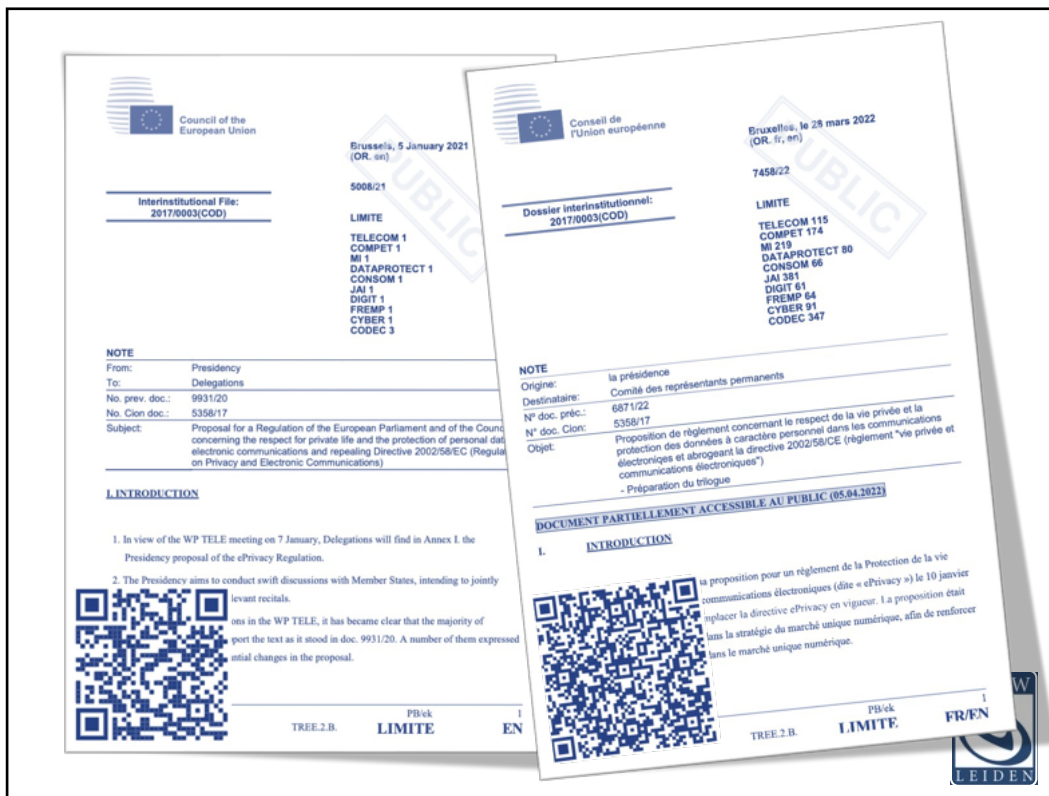 Council of the
European Union
PUBLIC
Brussels, 5 January 2021
(OR. en)
5008/21
Interinstitutional File:
2017/0003(COD)
LIMITE
TELECOM 1
COMPET 1
MI 1
DATAPROTECT 1
CONSOM 1
JAI 1
DIGIT 1
FREMP 1
CYBER 1
CODEC 3
NOTE
From: Presidency
To: Delegations
No. prev. doc.: 9931/20
No. Cion doc.: 5358/17
Subject: Proposal for a Regulation of the European Parliament and of the Counc
concerning the respect for private life and the protection of personal dat
electronic communications and repealing Directive 2002/58/EC (Regula
on Privacy and Electronic Communications)
I. INTRODUCTION
1. In view of the WP TELE meeting on 7 January, Delegations will find in Annex I. the
Presidency proposal of the ePrivacy Regulation.
2. The Presidency aims to conduct swift discussions with Member States, intending to jointly
levant recitals.
ons in the WP TELE, it has became clear that the majority of
port the text as it stood in doc. 9931/20. A number of them expressed
ntial changes in the proposal.
PB/ek 1
TREE.2.B. LIMITE EN
Conseil de
l'Union européenne
PUBLIC
Bruxelles, le 28 mars 2022
(OR. fr, en)
7458/22
Dossier interinstitutionnel:
2017/0003(COD)
LIMITE
TELECOM 115
COMPET 174
MI 219
DATAPROTECT 80
CONSOM 66
JAI 381
DIGIT 61
FREMP 64
CYBER 91
CODEC 347
NOTE
Origine: la présidence
Destinataire: Comité des représentants permanents
N° doc. préc.: 6871/22
N° doc. Cion: 5358/17
Objet: Proposition de règlement concernant le respect de la vie privée et la
protection des données à caractère personnel dans les communications
électroniqes et abrogeant la directive 2002/58/CE (règlement "vie privée et
communications électroniques")
- Préparation du trilogue
DOCUMENT PARTIELLEMENT ACCESSIBLE AU PUBLIC (05.04.2022)
I. INTRODUCTION
sa proposition pour un règlement de la Protection de la vie
communications électroniques (dite « ePrivacy ») le 10 janvier
mplacer la directive ePrivacy en vigueur. La proposition était
dans la stratégie du marché unique numérique, afin de renforcer
dans le marché unique numérique.
PB/ek 1
TREE.2.B. LIMITE FR/EN
W
LEIDEN